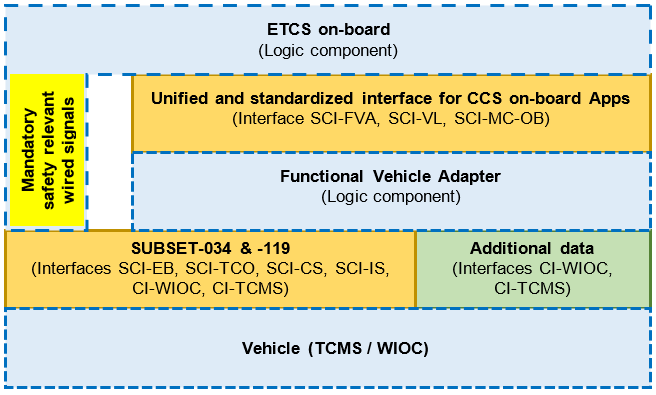 ETCS on-board
(Logic component)
Mandatory
safety relevant
wired signals
Unified and standardized interface for CCS on-board Apps
(Interface SCI-FVA, SCI-VL, SCI-MC-OB)
Functional Vehicle Adapter
(Logic component)
SUBSET-034 & -119
(Interfaces SCI-EB, SCI-TCO, SCI-CS, SCI-IS,
CI-WIOC, CI-TCMS)
Additional data
(Interfaces CI-WIOC,
CI-TCMS)
Vehicle (TCMS / WIOC)